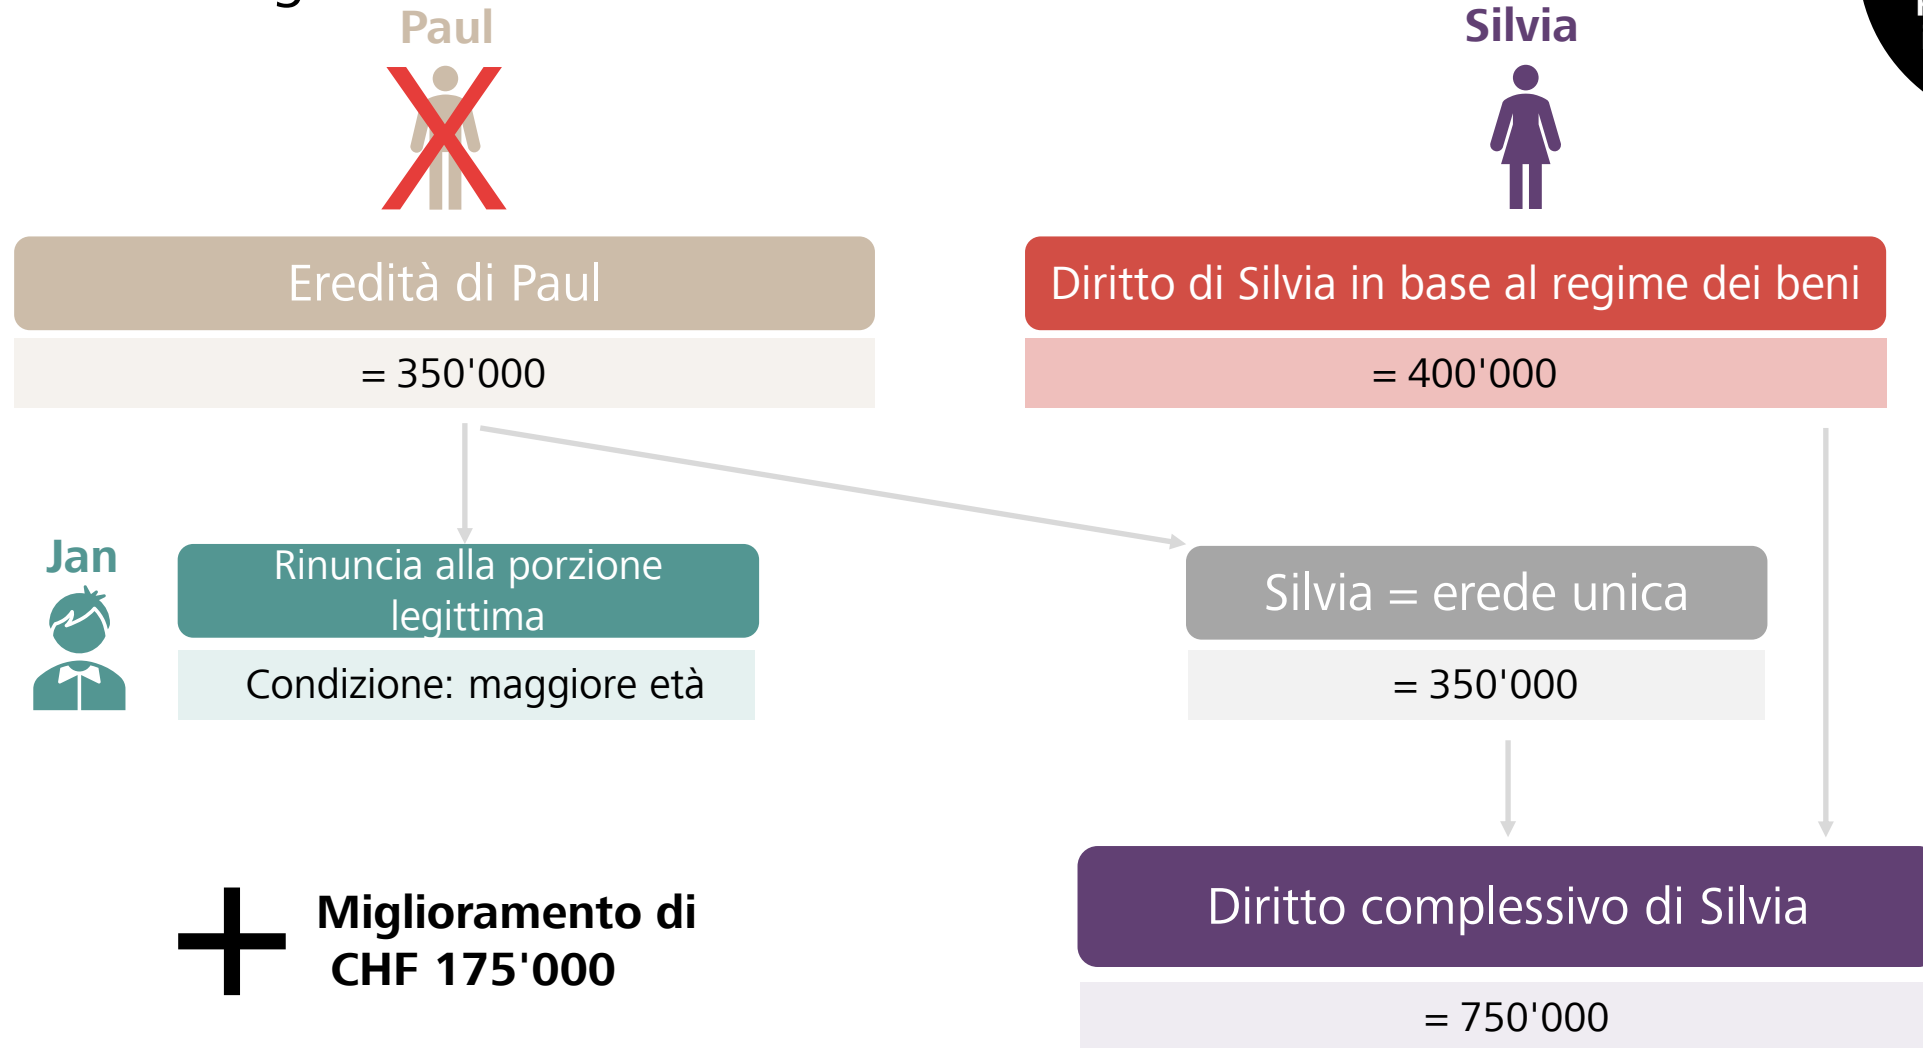 Paul
Silvia
Eredità di Paul
Diritto di Silvia in base al regime dei beni
= 350'000
= 400'000
Jan
Rinuncia alla porzione
legittima
Silvia = erede unica
Condizione: maggiore età
= 350'000
Miglioramento di
CHF 175'000
Diritto complessivo di Silvia
= 750'000